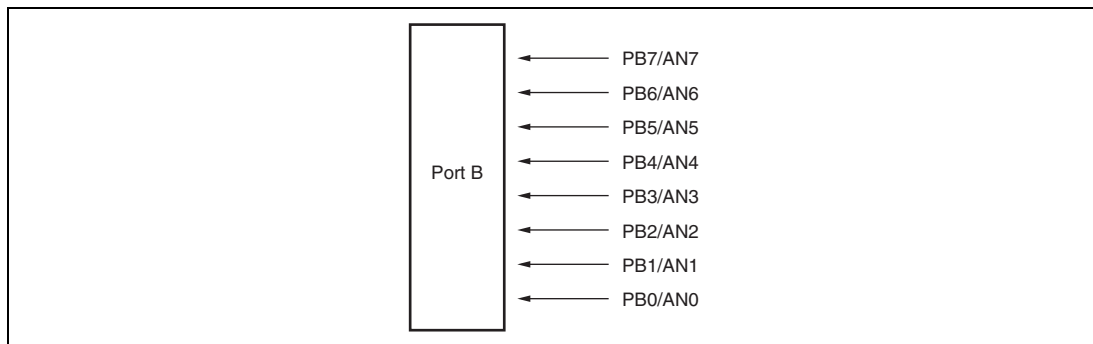 PB7/AN7
PB6/AN6
PB5/AN5
PB4/AN4
Port B
PB3/AN3
PB2/AN2
PB1/AN1
PB0/AN0